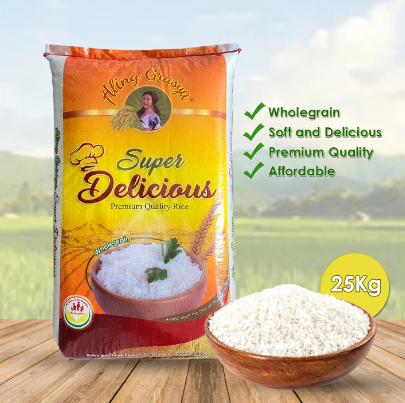 Aling Grasya
Super
Delicious
Premium Quality Rice
Wholegrain
Wholegrain
Soft and Delicious
Premium Quality
Affordable
25Kg